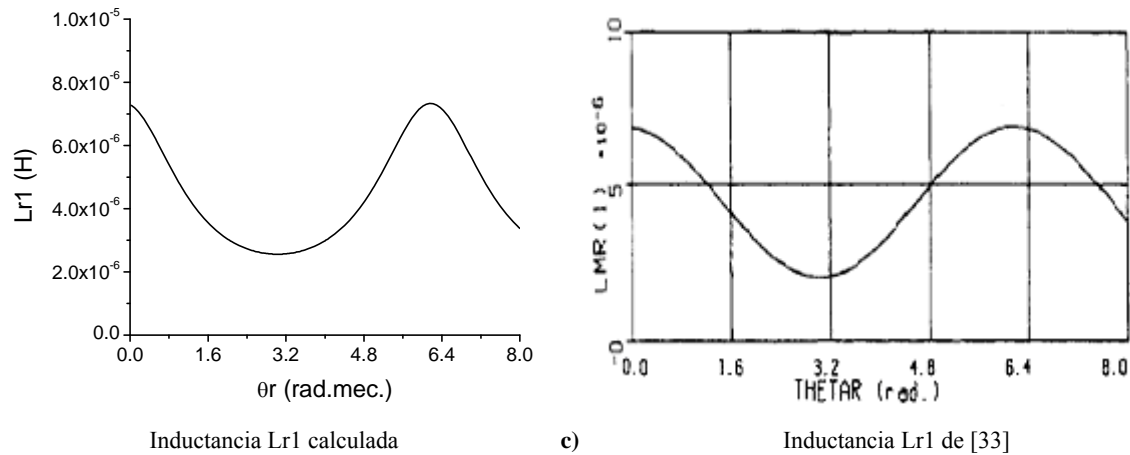 1.0x10⁻⁵
8.0x10⁻⁶
6.0x10⁻⁶
4.0x10⁻⁶
2.0x10⁻⁶
0.0
Lr1 (H)
0.0 1.6 3.2 4.8 6.4 8.0
θr (rad.mec.)
10
5
-0
LMR(1) *10-6
-0.0 1.6 3.2 4.8 6.4 8.0
THETAR (rad.)
Inductancia Lr1 calculada
c)
Inductancia Lr1 de [33]